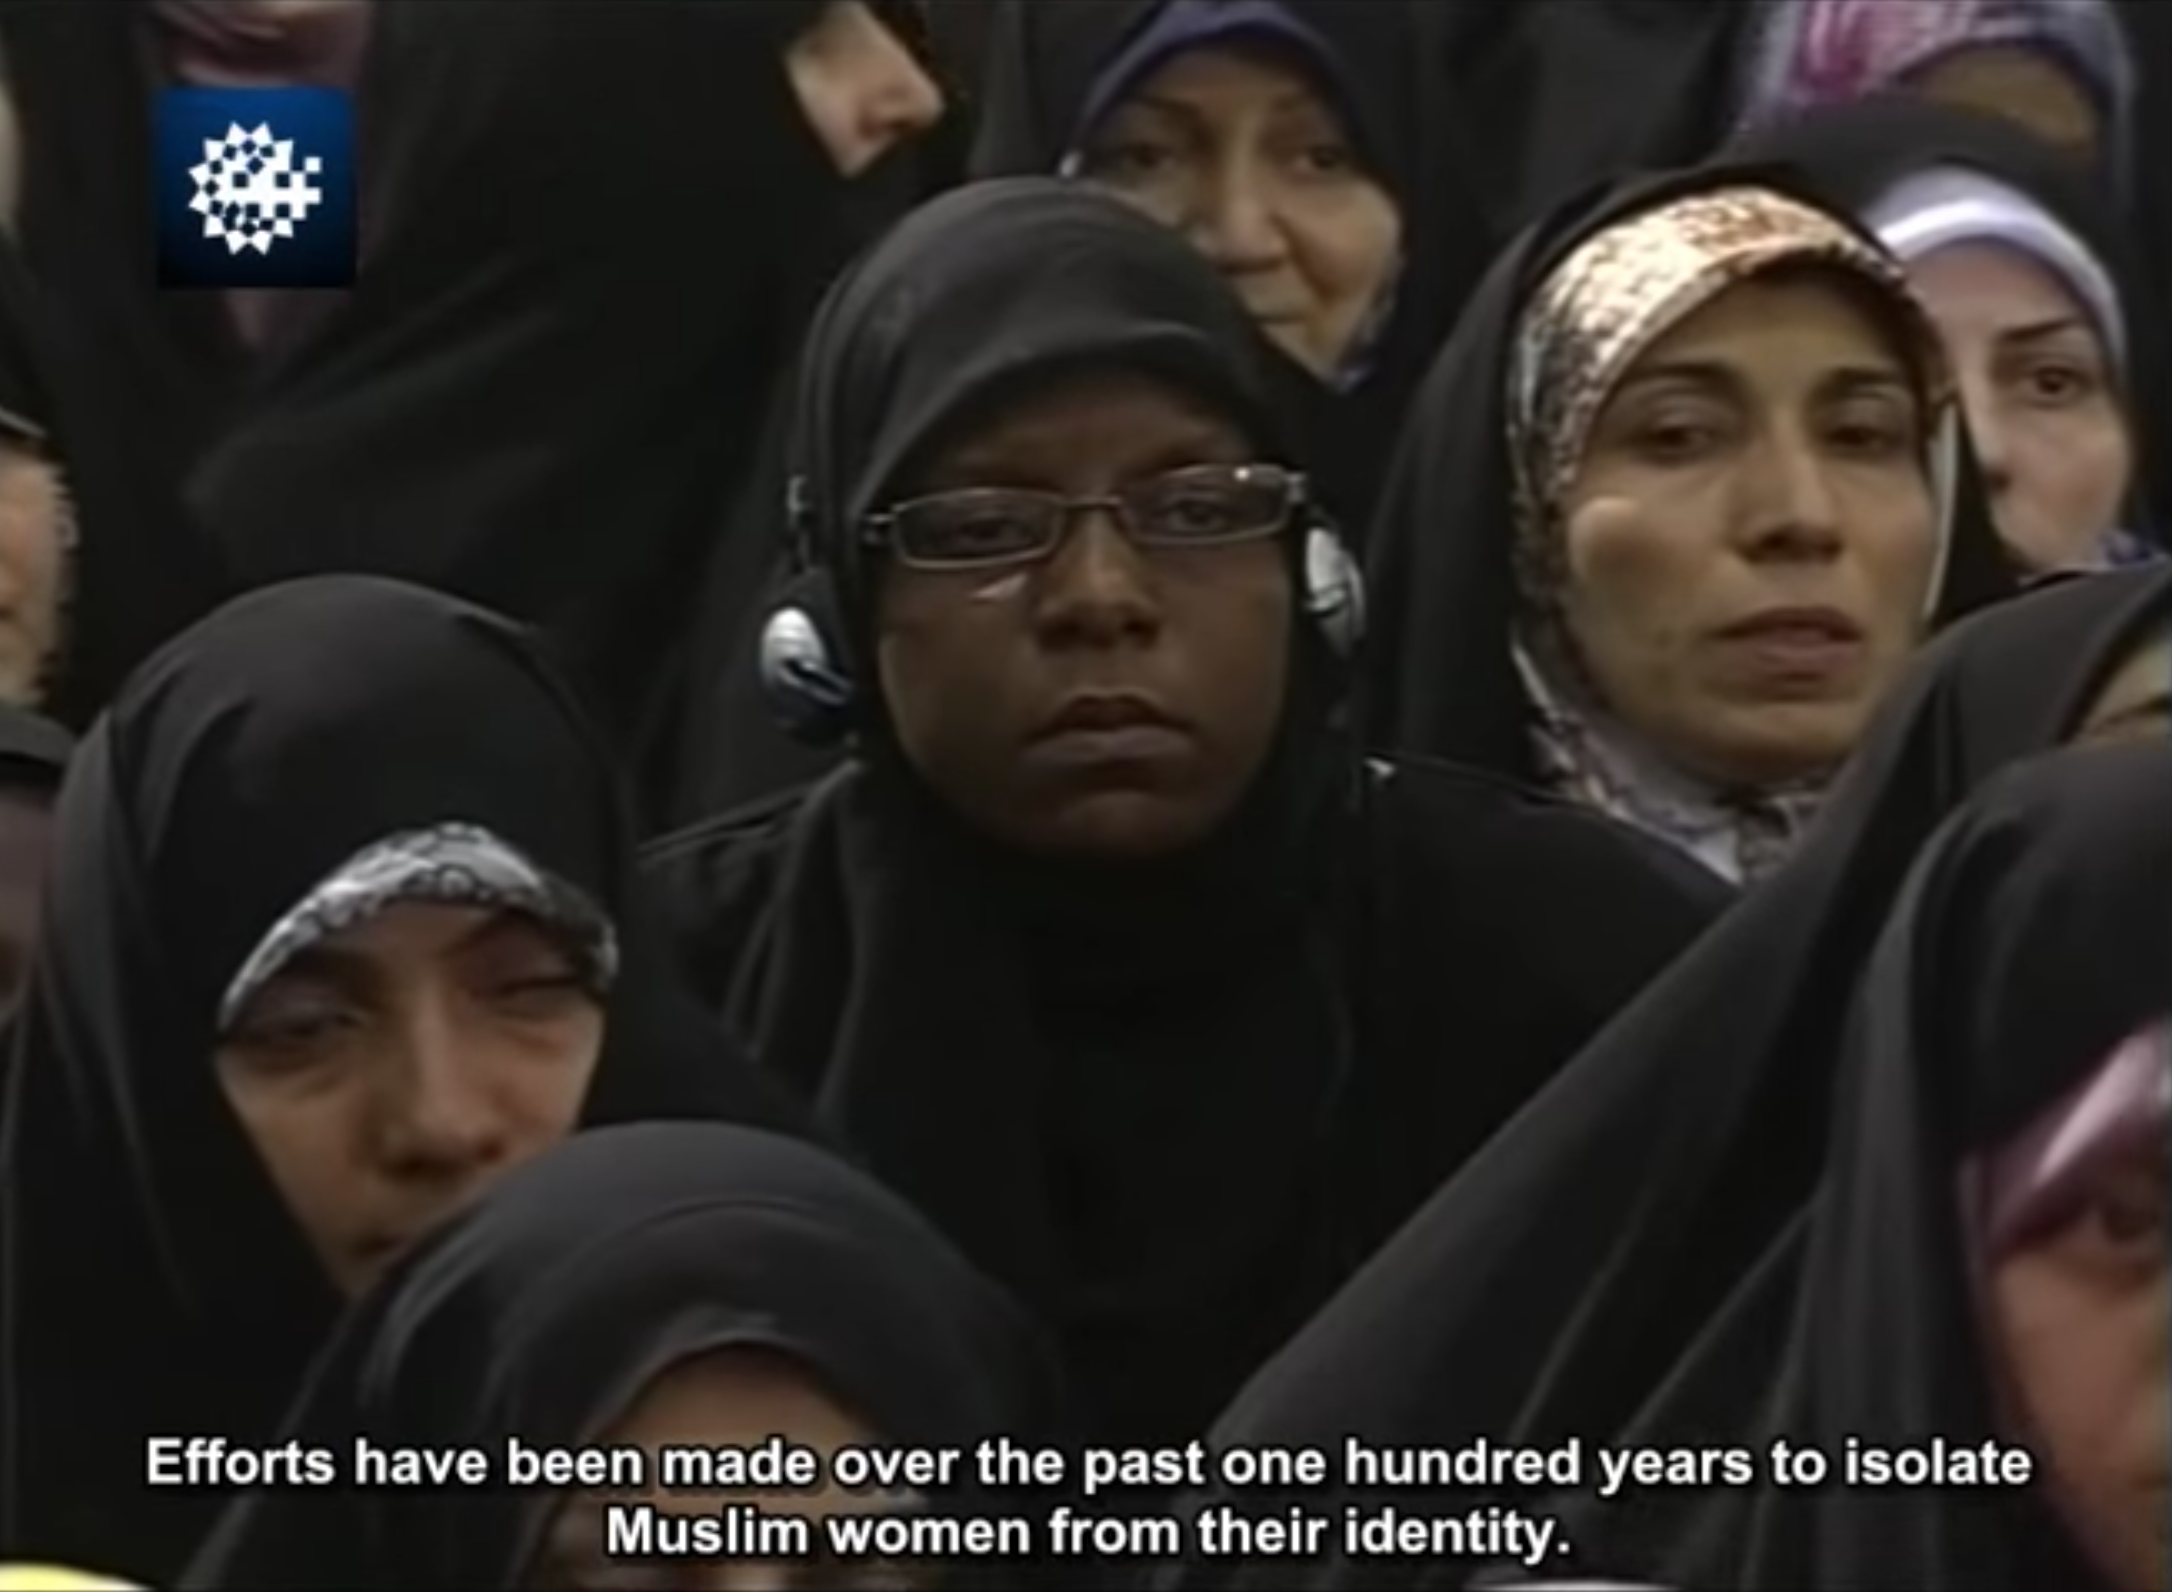 Efforts have been made over the past one hundred years to isolate
Muslim women from their identity.